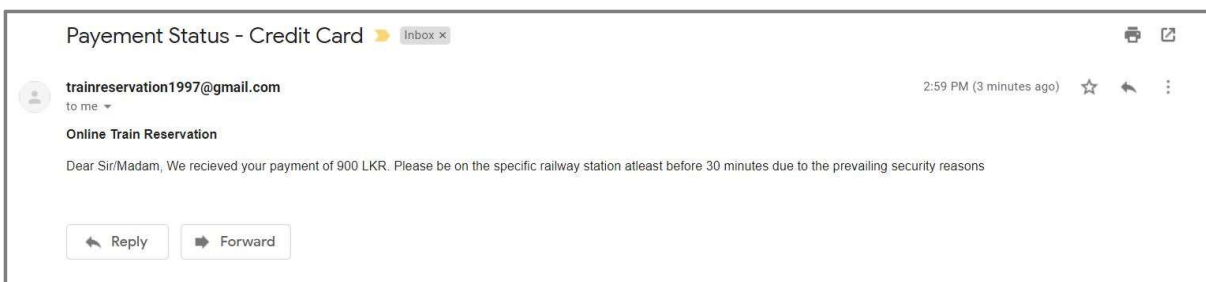 Payement Status - Credit Card Inbox ×
trainreservation1997@gmail.com 2:59 PM (3 minutes ago)
to me
Online Train Reservation
Dear Sir/Madam, We recieved your payment of 900 LKR. Please be on the specific railway station atleast before 30 minutes due to the prevailing security reasons
Reply Forward